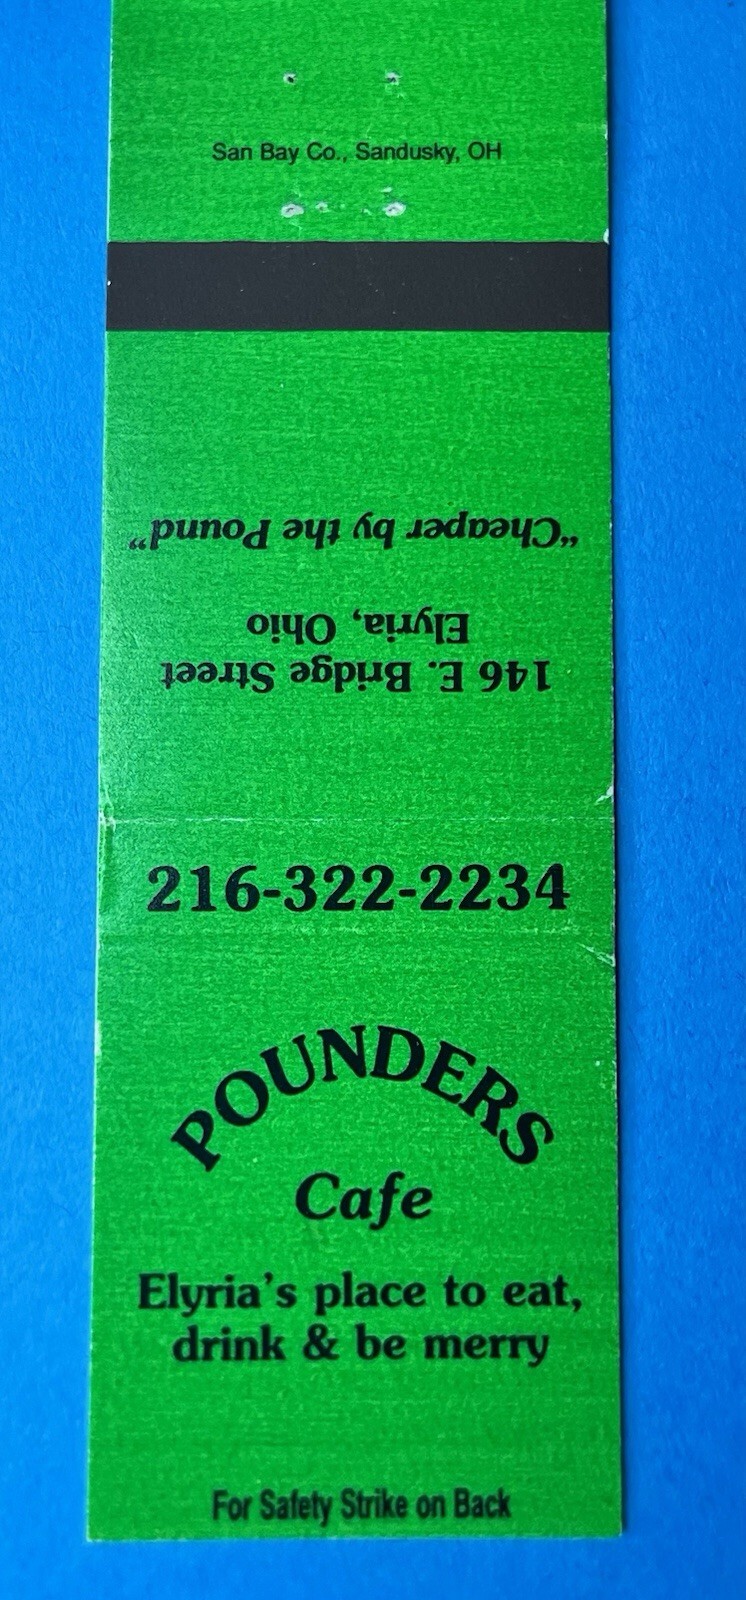 San Bay Co., Sandusky, OH
146 E. Bridge Street
Elyria, Ohio
"Cheaper by the Pound"
216-322-2234
POUNDERS
Cafe
Elyria's place to eat,
drink & be merry
For Safety Strike on Back